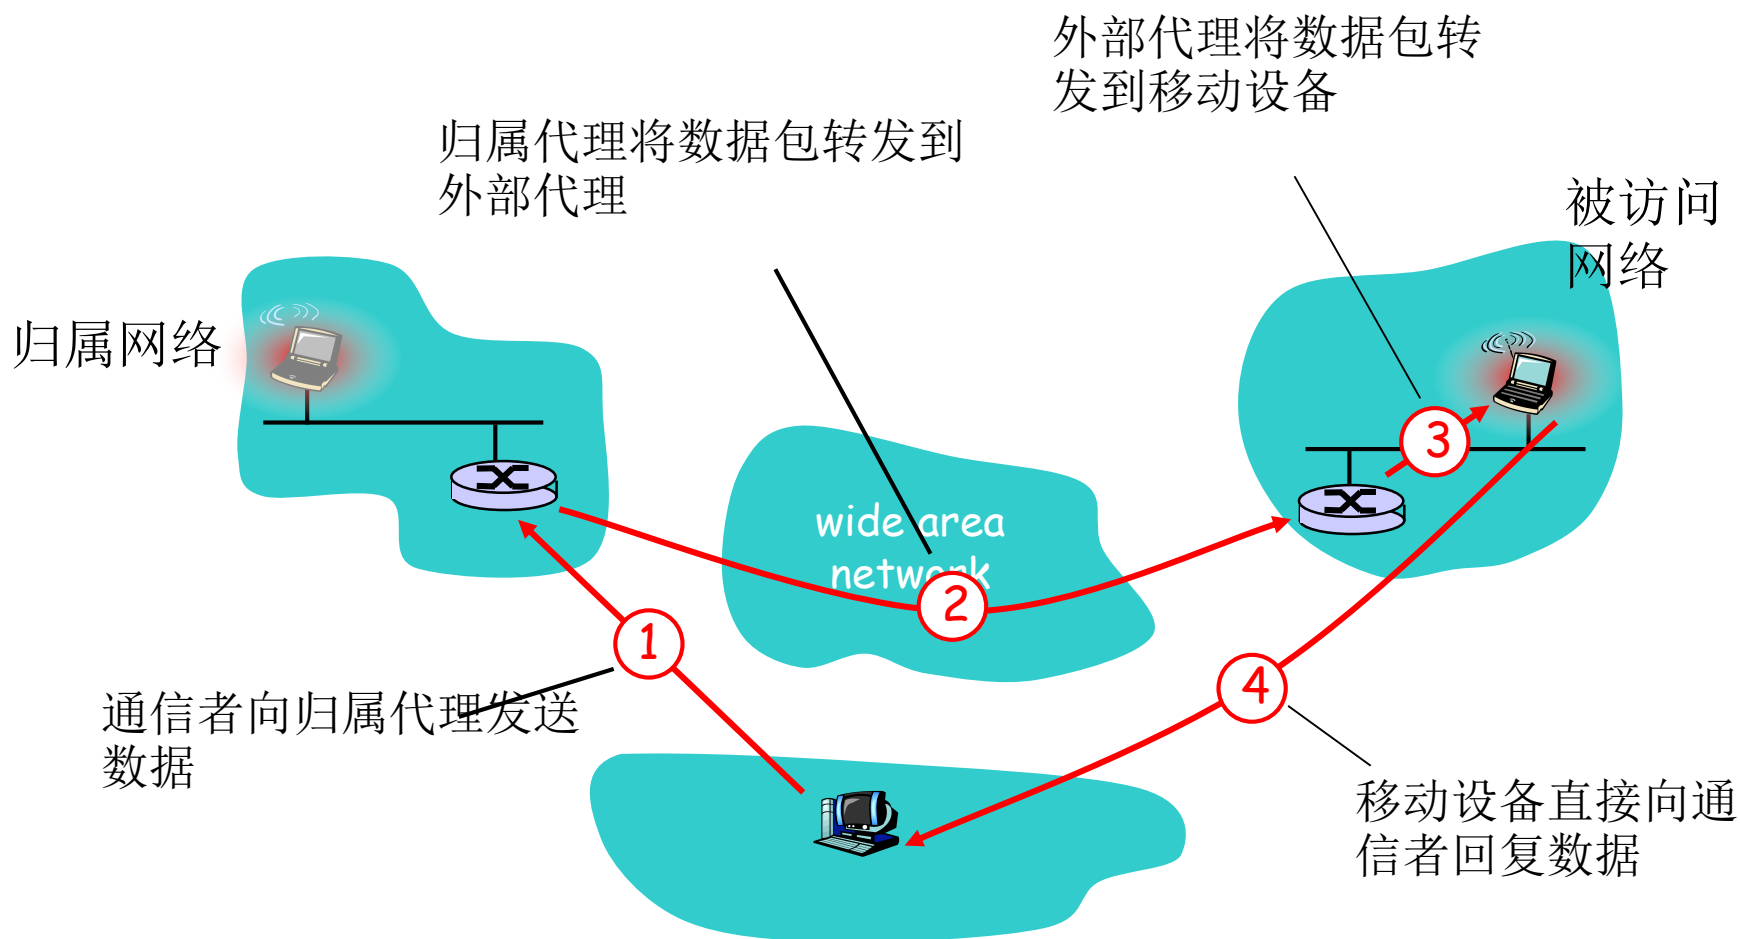 外部代理将数据包转
发到移动设备
归属代理将数据包转发到
外部代理
被访问
网络
归属网络
wide area
network
3
2
1
4
通信者向归属代理发送
数据
移动设备直接向通
信者回复数据